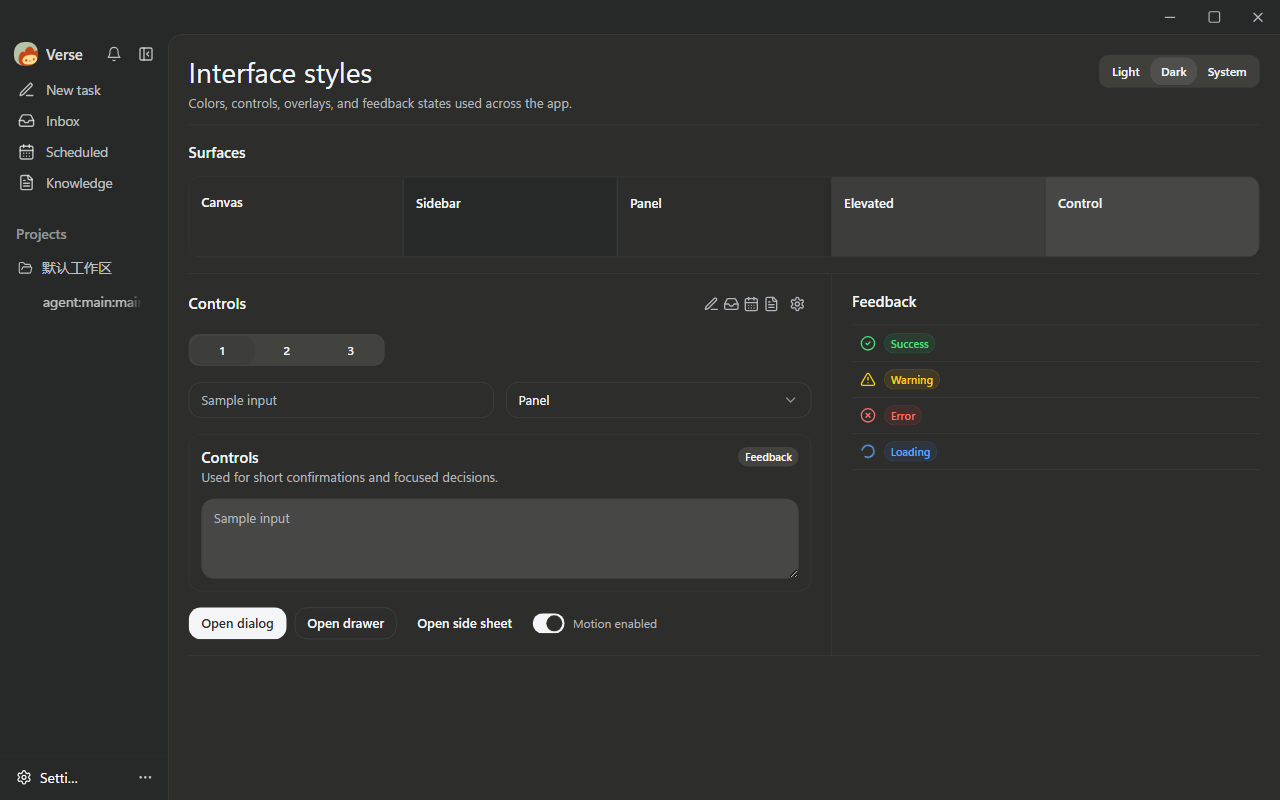 Verse
New task
Inbox
Scheduled
Knowledge
Projects
默认工作区
agent:main:mai
Setti...
Interface styles
Colors, controls, overlays, and feedback states used across the app.
Light
Dark
System
Surfaces
Canvas
Sidebar
Panel
Elevated
Control
Controls
1
2
3
Sample input
Panel
Controls
Feedback
Used for short confirmations and focused decisions.
Sample input
Open dialog
Open drawer
Open side sheet
Motion enabled
Feedback
Success
Warning
Error
Loading